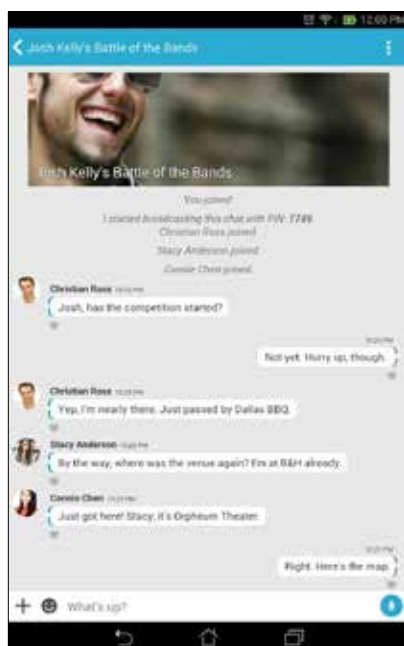 12:00 PM
Josh Kelly's Battle of the Bands
Josh Kelly's Battle of the Bands
You joined
I started broadcasting this chat with PIN: 7749.
Christian Ross joined.
Stacy Anderson joined.
Connie Chen joined.
Christian Ross
Josh, has the competition started?
Not yet. Hurry up, though.
Christian Ross
Yep, I'm nearly there. Just passed by Dallas BBQ.
Stacy Anderson
By the way, where was the venue again? I'm at B&H already.
Connie Chen
Just got here! Stacy, it's Orpheum Theater.
Right. Here's the map.
What's up?